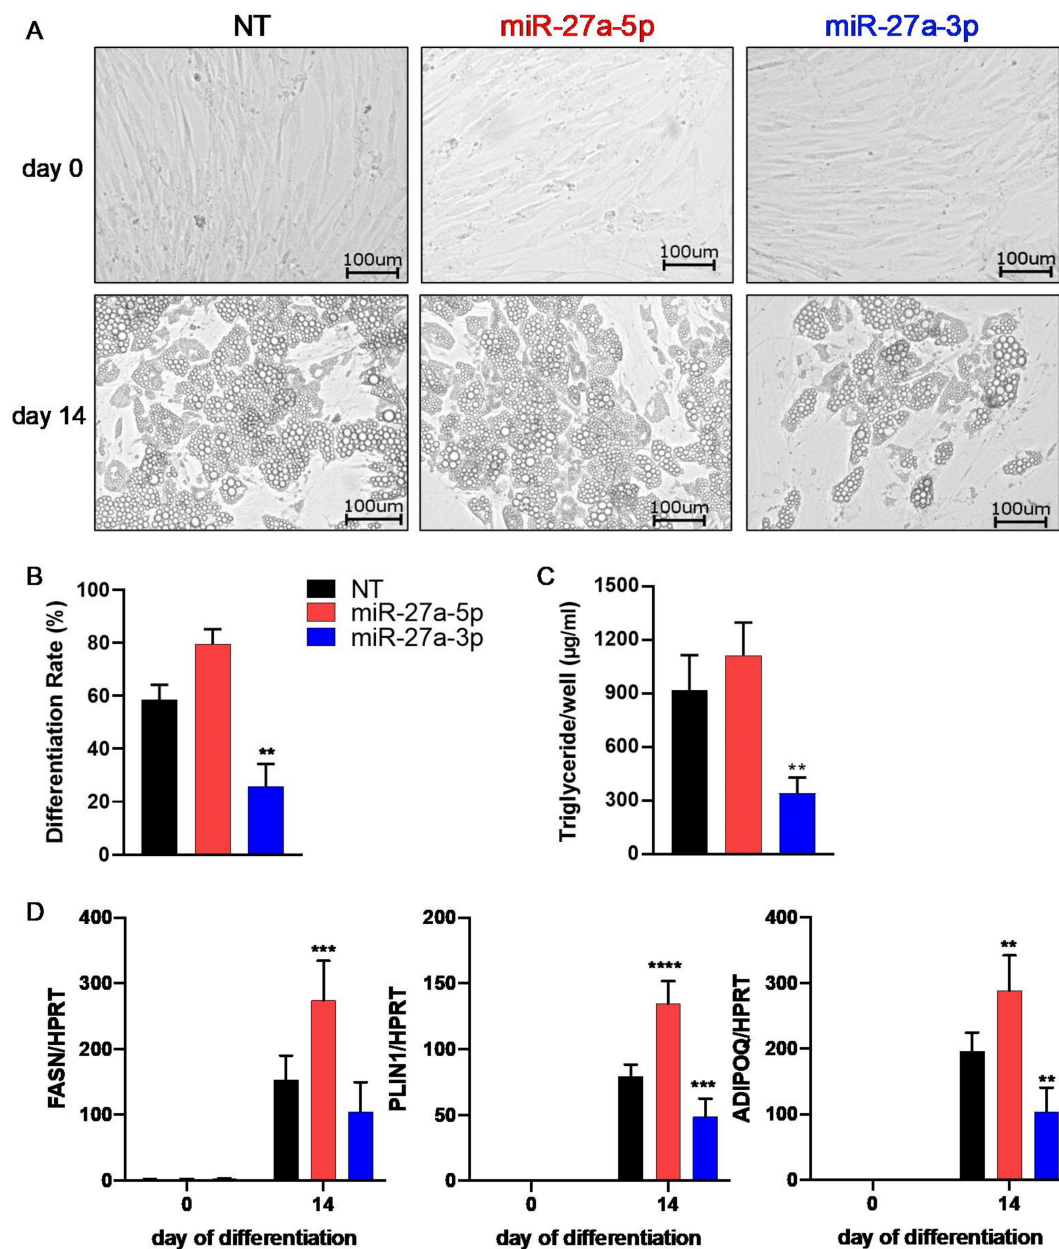 A
NT
miR-27a-5p
miR-27a-3p
day 0
100um
100um
100um
day 14
100um
100um
100um
B
Differentiation Rate (%)
100
80
60
40
20
0
**
NT
miR-27a-5p
miR-27a-3p
C
Triglyceride/well (µg/ml)
1500
1200
900
600
300
0
**
D
FASN/HPRT
400
300
200
100
0
***
0
14
day of differentiation
PLIN1/HPRT
200
150
100
50
0
****
***
0
14
day of differentiation
ADIPOQ/HPRT
400
300
200
100
0
**
**
0
14
day of differentiation